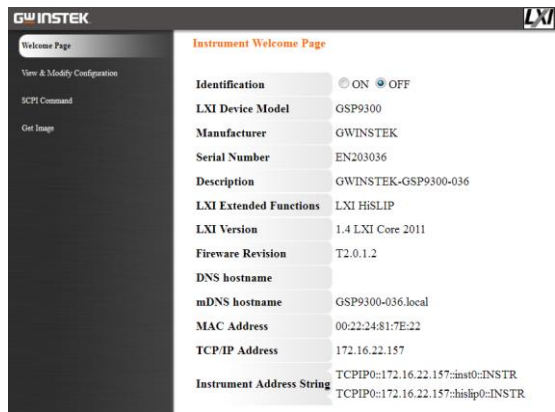 GWINSTEK
LXI
Welcome Page
View & Modify Configuration
SCPI Command
Get Image
Instrument Welcome Page
Identification ON OFF
LXI Device Model GSP9300
Manufacturer GWINSTEK
Serial Number EN203036
Description GWINSTEK-GSP9300-036
LXI Extended Functions LXI HiSLIP
LXI Version 1.4 LXI Core 2011
Fireware Revision T2.0.1.2
DNS hostname
mDNS hostname GSP9300-036.local
MAC Address 00:22:24:81:7E:22
TCP/IP Address 172.16.22.157
Instrument Address String TCPIP0::172.16.22.157::inst0::INSTR
TCPIP0::172.16.22.157::hislip0::INSTR